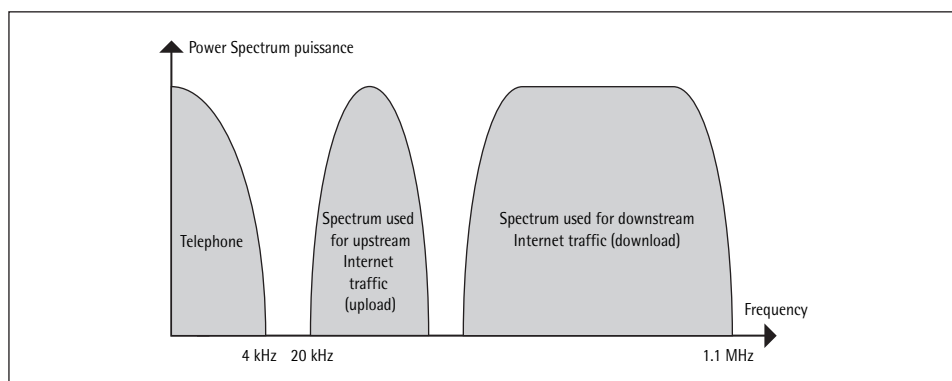 Power Spectrum puissance
Telephone
Spectrum used
for upstream
Internet
traffic
(upload)
Spectrum used for downstream
Internet traffic (download)
Frequency
4 kHz
20 kHz
1.1 MHz